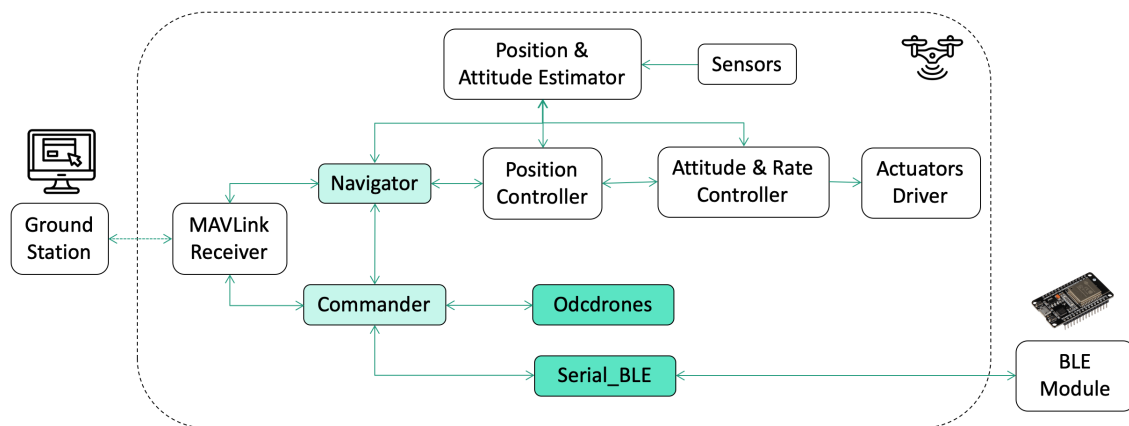 Position &
Attitude Estimator
Sensors
Navigator
Position
Controller
Attitude & Rate
Controller
Actuators
Driver
Ground
Station
MAVLink
Receiver
Commander
Odcdrones
Serial_BLE
BLE
Module